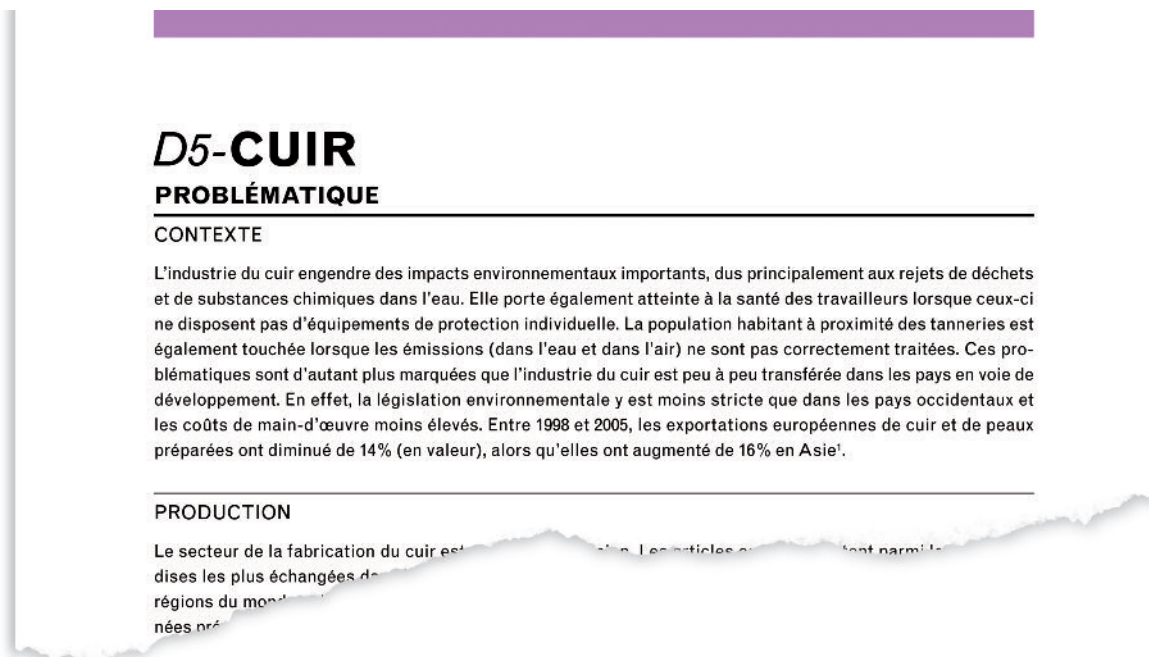 D5-CUIR
PROBLÉMATIQUE
CONTEXTE
L'industrie du cuir engendre des impacts environnementaux importants, dus principalement aux rejets de déchets
et de substances chimiques dans l'eau. Elle porte également atteinte à la santé des travailleurs lorsque ceux-ci
ne disposent pas d'équipements de protection individuelle. La population habitant à proximité des tanneries est
également touchée lorsque les émissions (dans l'eau et dans l'air) ne sont pas correctement traitées. Ces pro-
blématiques sont d'autant plus marquées que l'industrie du cuir est peu à peu transférée dans les pays en voie de
développement. En effet, la législation environnementale y est moins stricte que dans les pays occidentaux et
les coûts de main-d'œuvre moins élevés. Entre 1998 et 2005, les exportations européennes de cuir et de peaux
préparées ont diminué de 14% (en valeur), alors qu'elles ont augmenté de 16% en Asie¹.
PRODUCTION
Le secteur de la fabrication du cuir est Les articles parmi
dises les plus échangées
régions du
nées